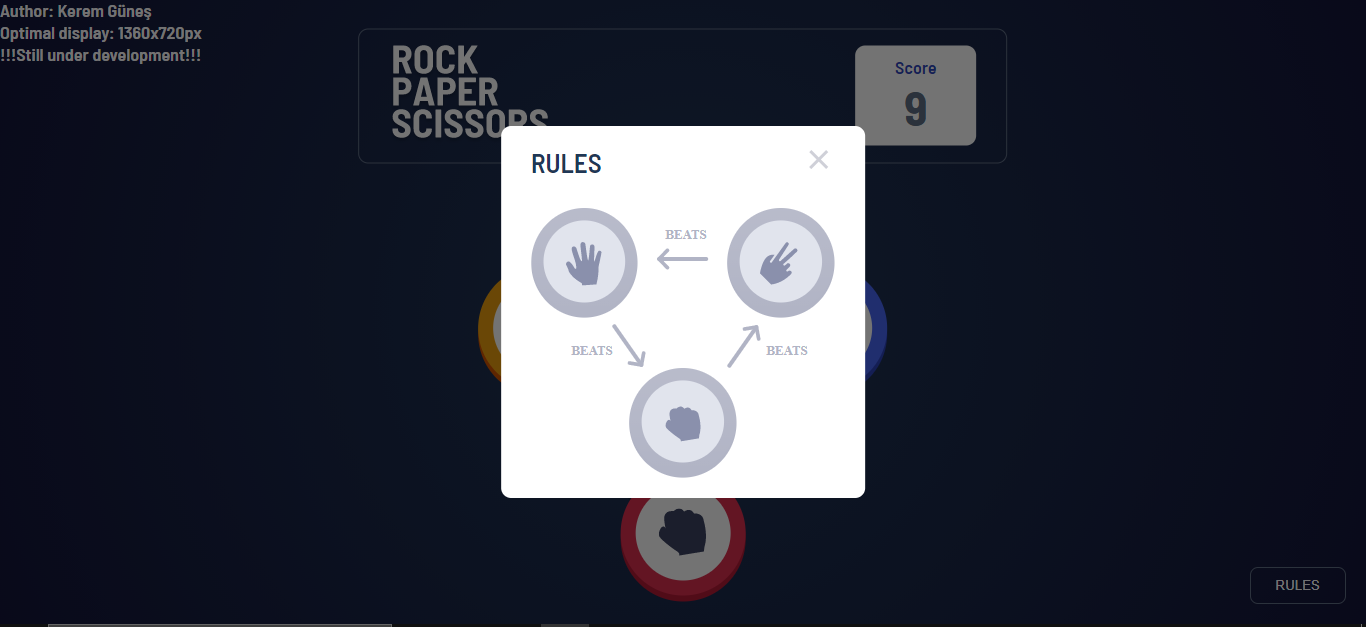 Author: Kerem Güneş
Optimal display: 1360x720px
!!!Still under development!!!
ROCK
PAPER
SCISSORS
Score
9
RULES
BEATS
BEATS
BEATS
RULES